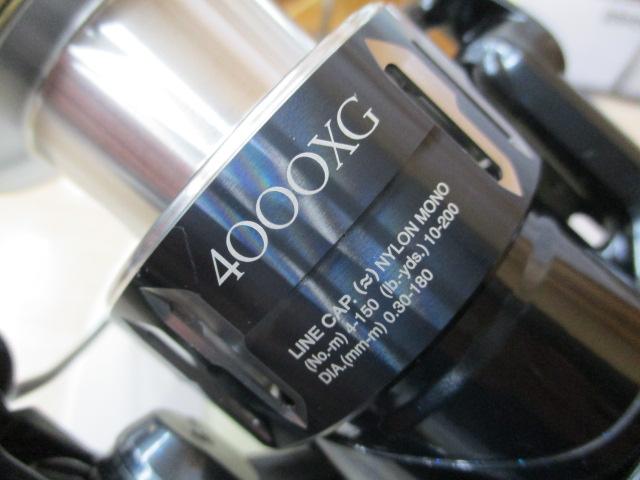 4000XG
LINE CAP. (≈) NYLON MONO
(No.-m) 4-150 (lb.-yds.) 10-200
DIA.(mm-m) 0.30-180